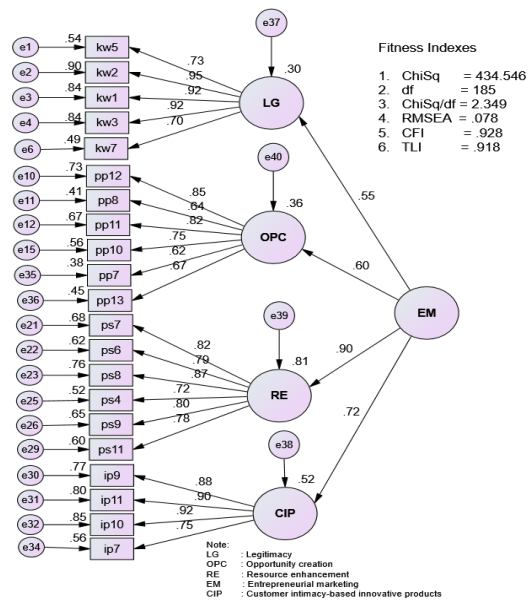 e37
e1 .54 kw5
e2 .90 kw2
e3 .84 kw1
e4 .84 kw3
e6 .49 kw7
.73
.95
.92
.92
.70
.30
LG
e10 .73 pp12
e11 .41 pp8
e12 .67 pp11
e15 .56 pp10
e35 .38 pp7
e36 .45 pp13
.85
.64
.82
.75
.62
.67
e40
.36
OPC
e21 .68 ps7
e22 .62 ps6
e23 .76 ps8
e25 .52 ps4
e26 .65 ps9
e29 .60 ps11
.82
.79
.87
.72
.80
.78
e39
.81
RE
e30 .77 ip9
e31 .80 ip11
e32 .85 ip10
e34 .56 ip7
.88
.90
.92
.75
e38
.52
CIP
.55
.60
.90
.72
EM
Fitness Indexes
1. ChiSq = 434.546
2. df = 185
3. ChiSq/df = 2.349
4. RMSEA = .078
5. CFI = .928
6. TLI = .918
Note:
LG : Legitimacy
OPC : Opportunity creation
RE : Resource enhancement
EM : Entrepreneurial marketing
CIP : Customer intimacy-based innovative products